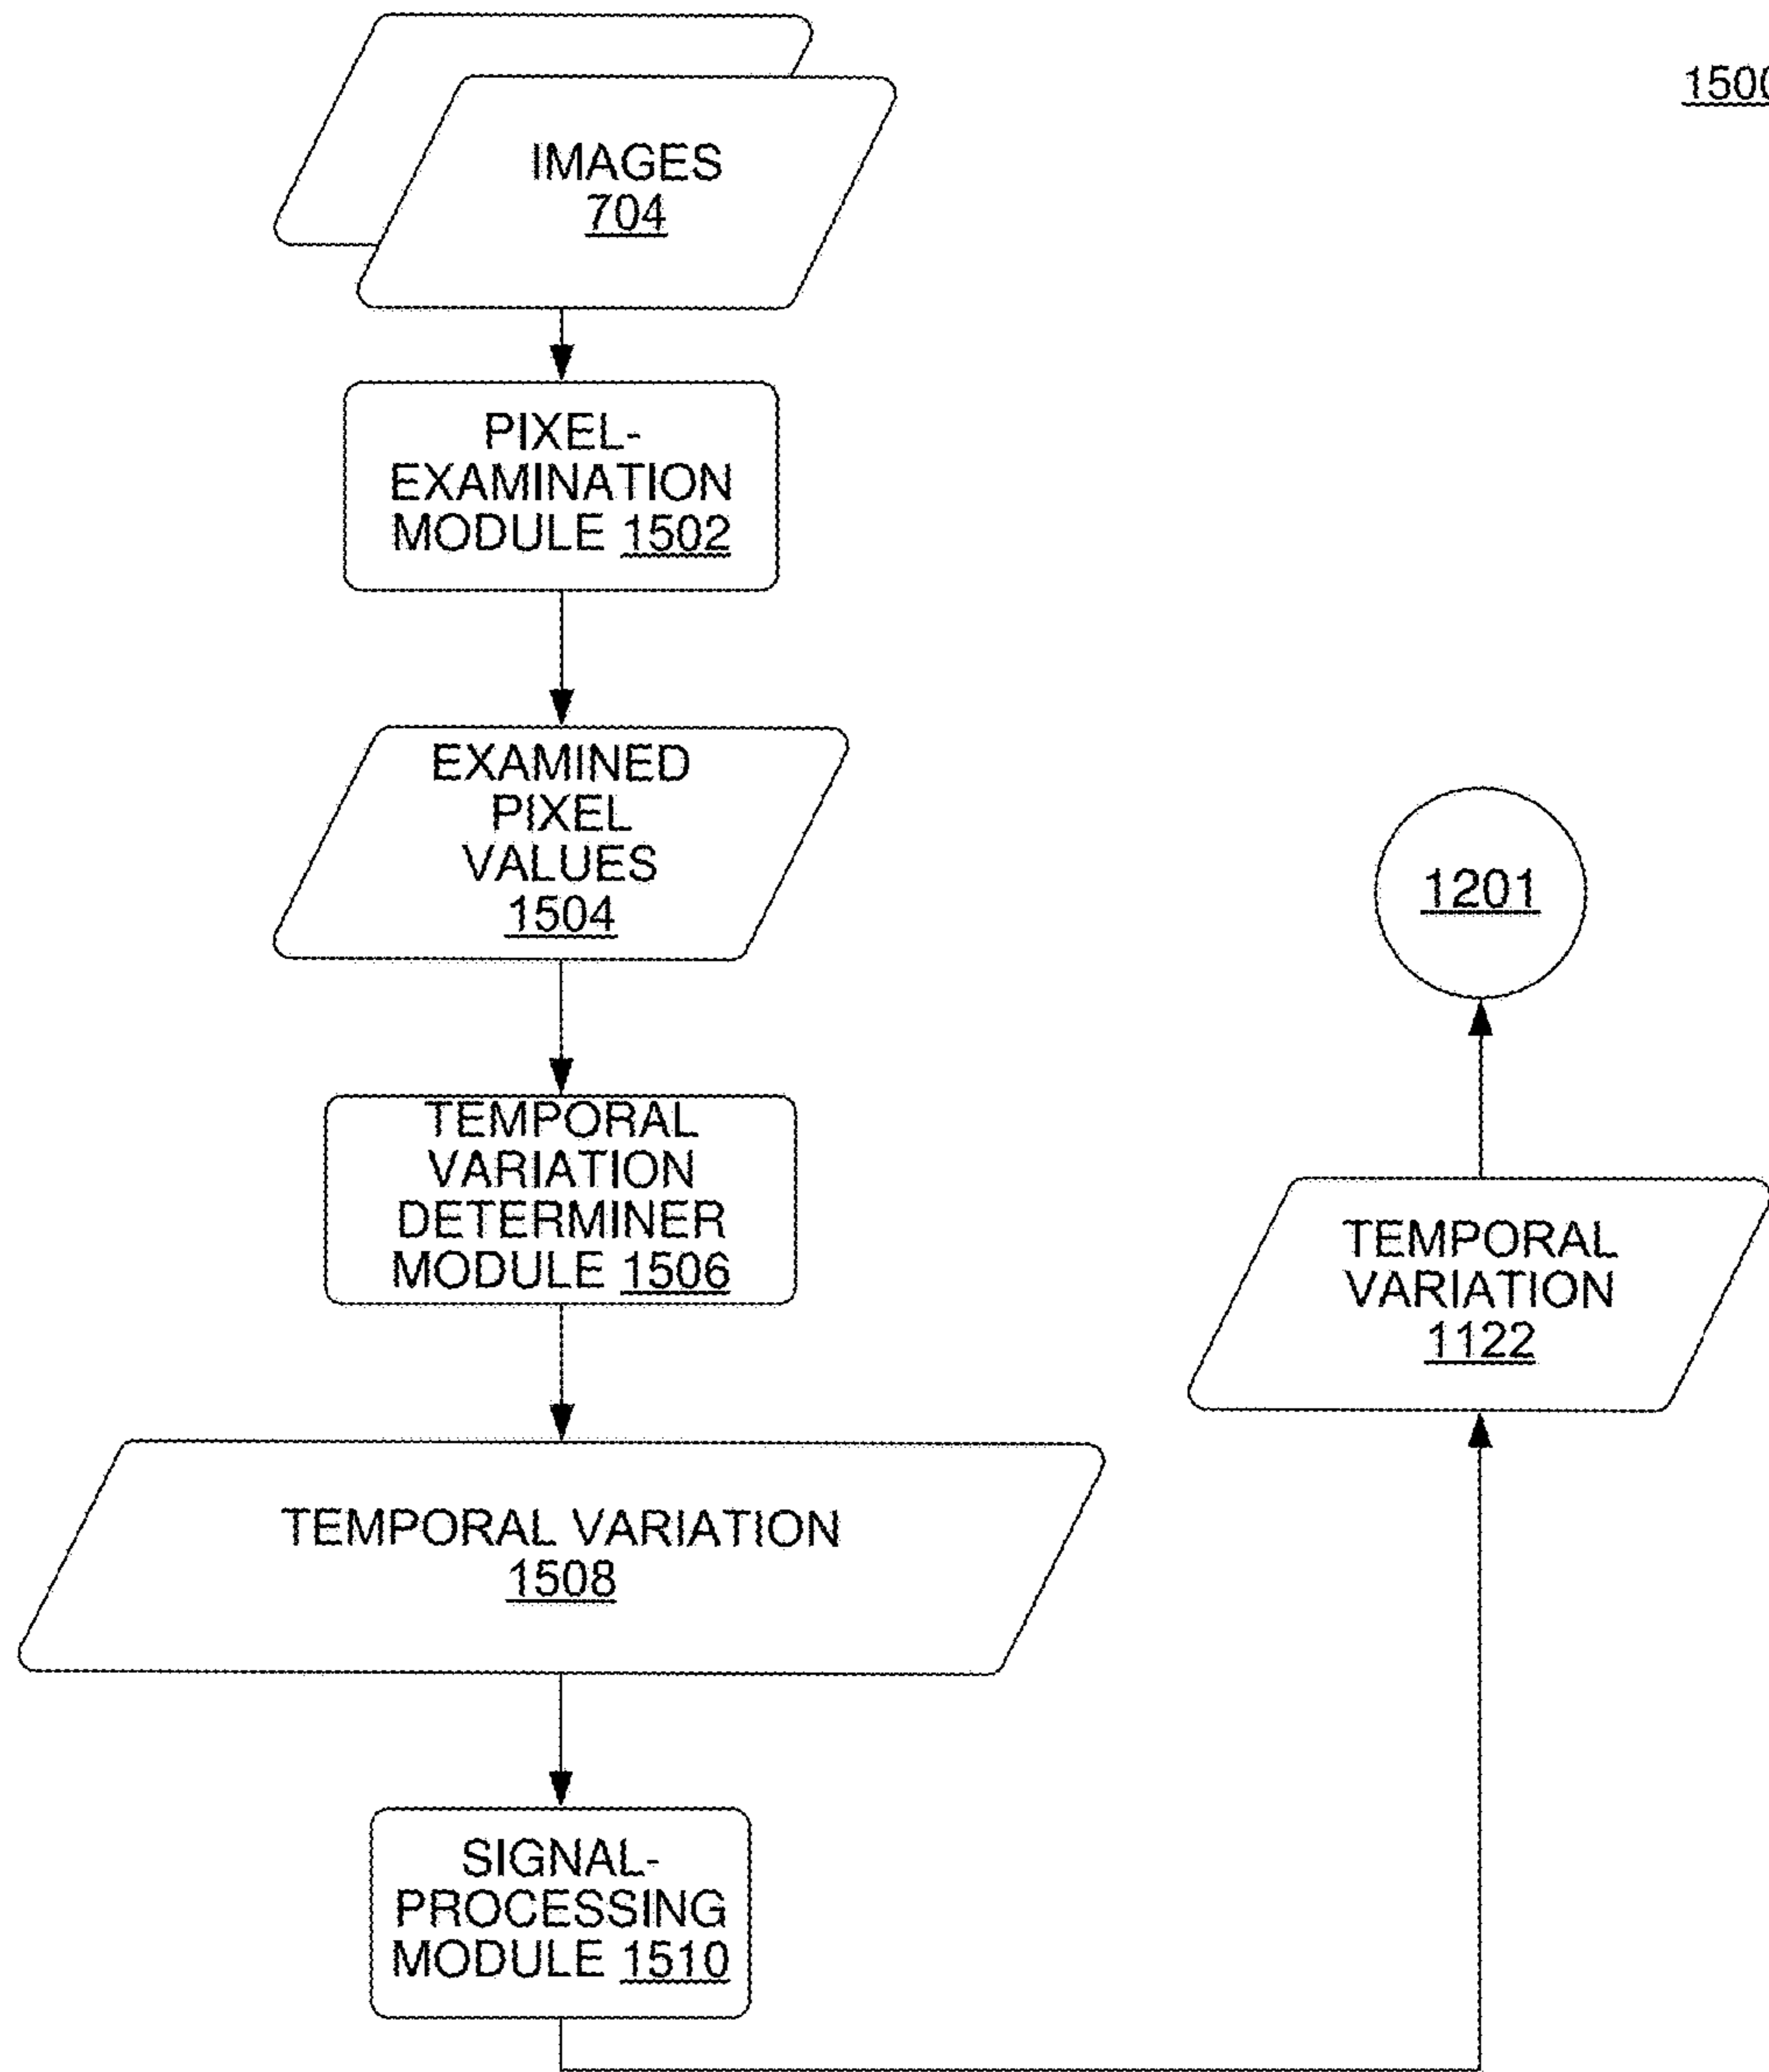 1500
IMAGES
704
PIXEL-
EXAMINATION
MODULE 1502
EXAMINED
PIXEL
VALUES
1504
TEMPORAL
VARIATION
DETERMINER
MODULE 1506
TEMPORAL VARIATION
1508
SIGNAL-
PROCESSING
MODULE 1510
TEMPORAL
VARIATION
1122
1201